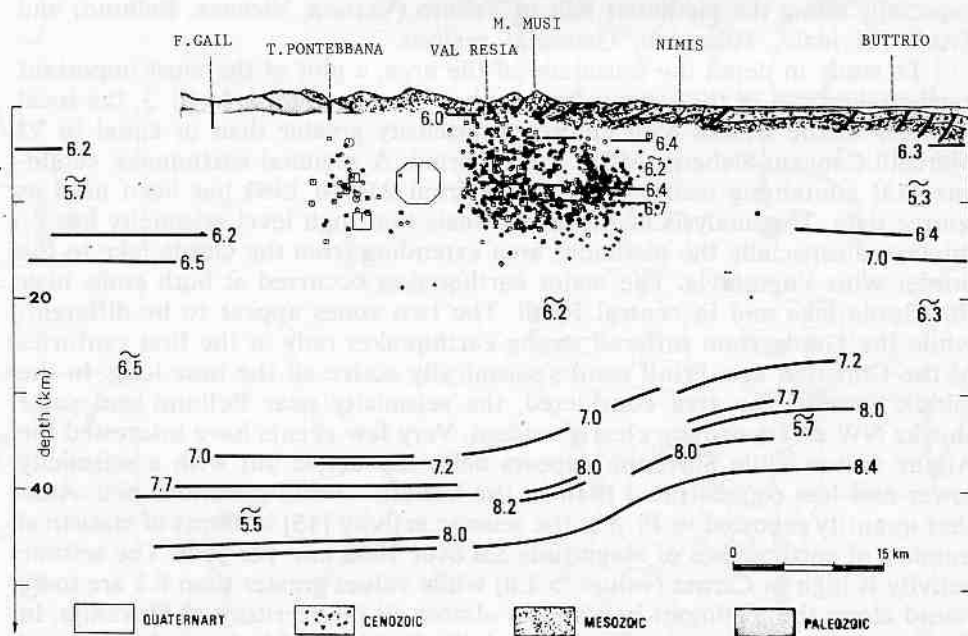 M. MUSI
F.GAIL T.PONTEBBANA VAL RESIA NIMIS BUTTRIO
6.0
6.2 6.4 6.3
5.7 6.2 5.3
6.4
5.7
6.2 6.4
6.5 7.0
20 6.2 6.3
6.5
depth (km)
7.2
7.0 7.7 8.0
5.7
7.0 7.2 8.0 8.0 8.4
7.7
40 8.2
5.5 8.0
0 15 km
QUATERNARY CENOZOIC MESOZOIC PALEOZOIC